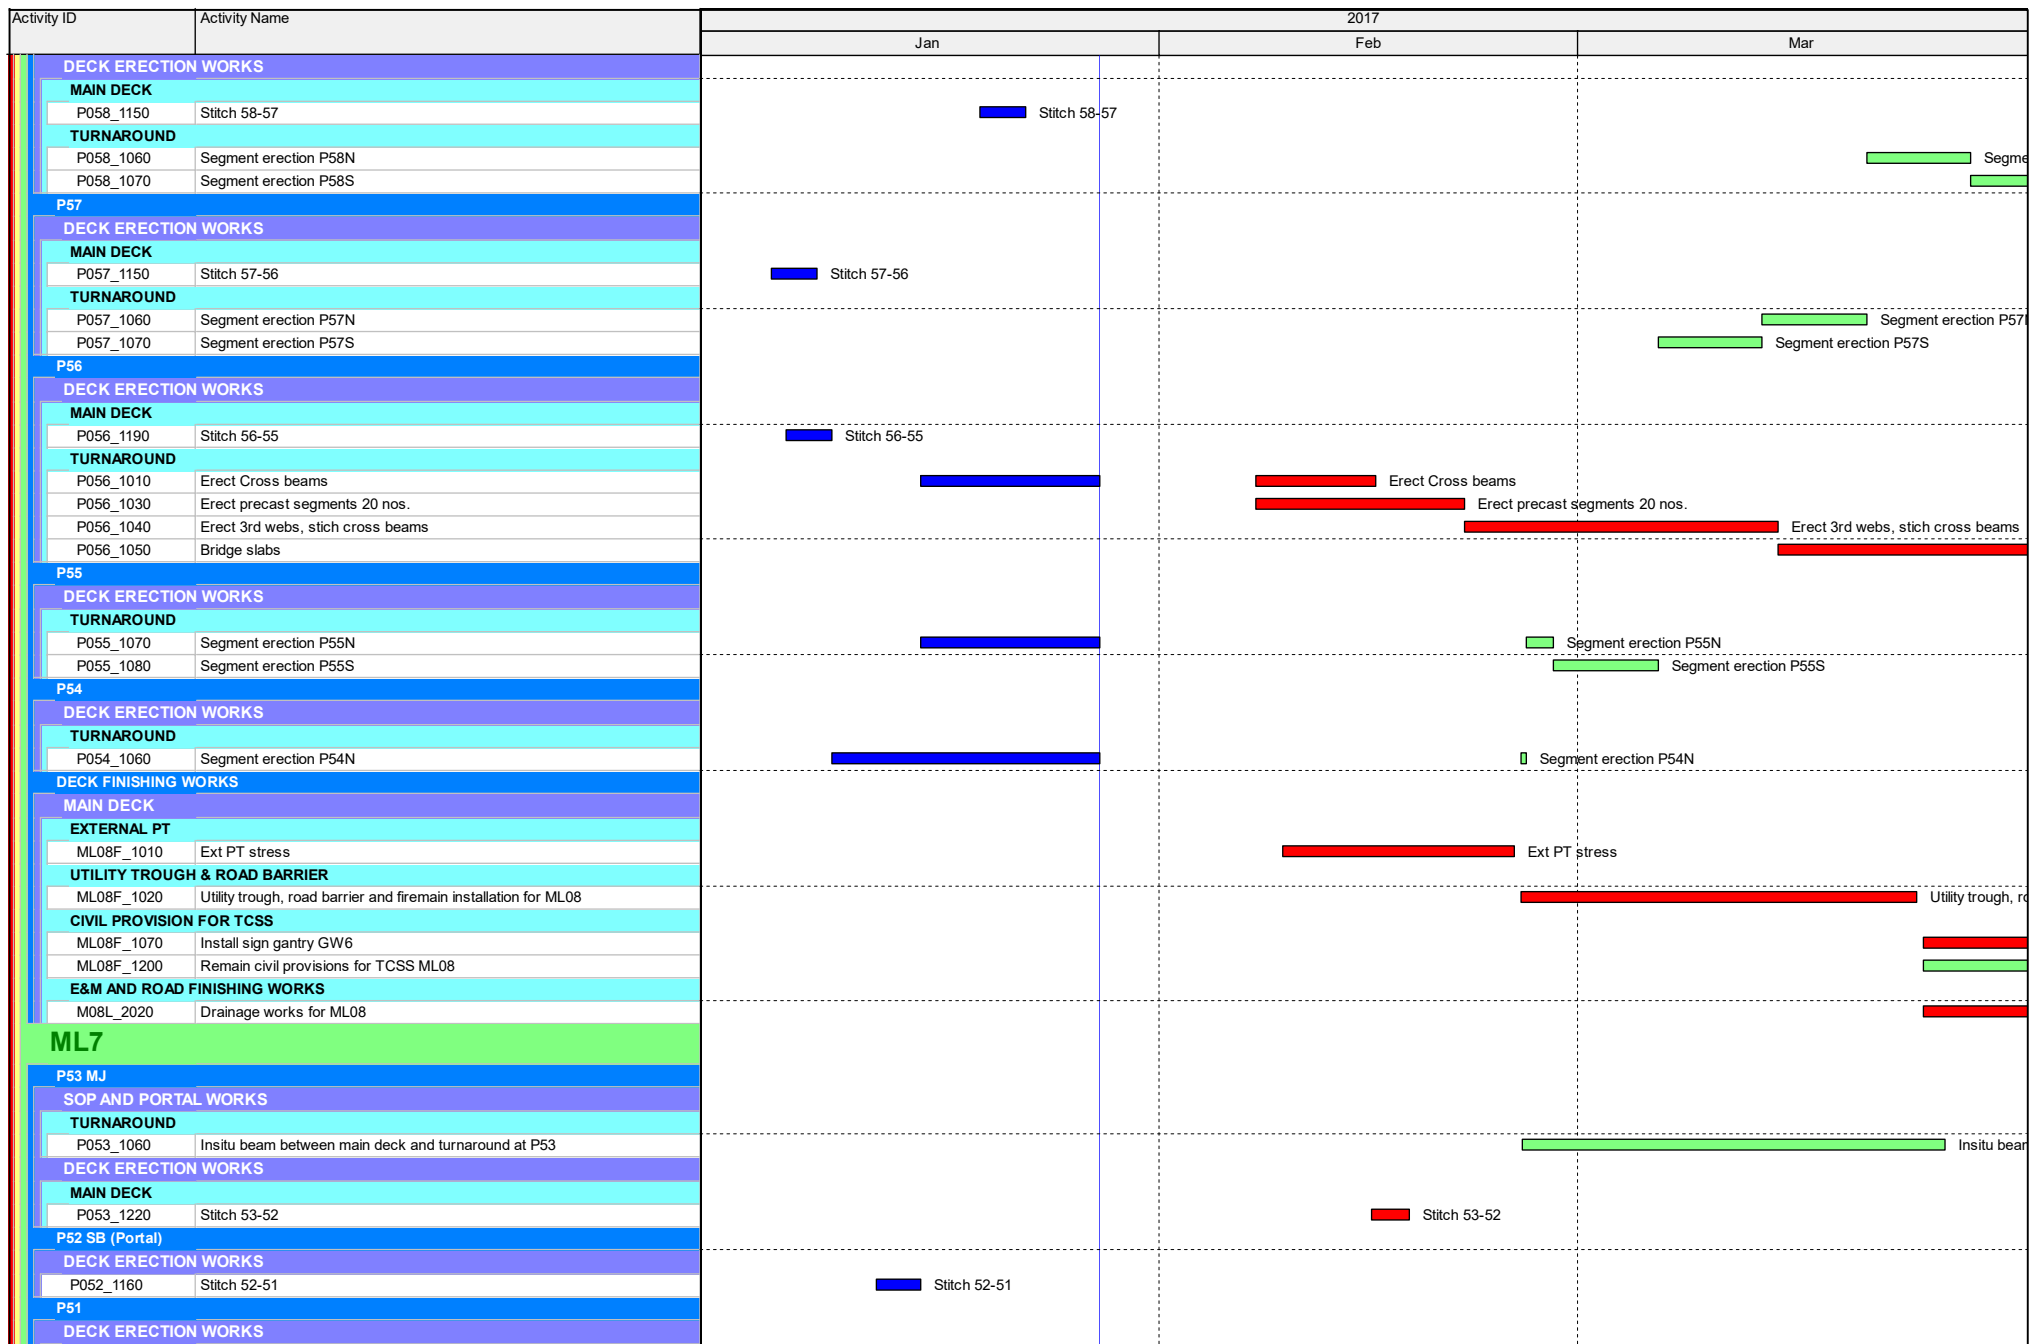 Activity ID Activity Name 2017
Jan Feb Mar
DECK ERECTION WORKS
MAIN DECK
P058_1150 Stitch 58-57 Stitch 58-57
TURNAROUND
P058_1060 Segment erection P58N Segme
P058_1070 Segment erection P58S
P57
DECK ERECTION WORKS
MAIN DECK
P057_1150 Stitch 57-56 Stitch 57-56
TURNAROUND
P057_1060 Segment erection P57N Segment erection P57N
P057_1070 Segment erection P57S Segment erection P57S
P56
DECK ERECTION WORKS
MAIN DECK
P056_1190 Stitch 56-55 Stitch 56-55
TURNAROUND
P056_1010 Erect Cross beams Erect Cross beams
P056_1030 Erect precast segments 20 nos. Erect precast segments 20 nos.
P056_1040 Erect 3rd webs, stich cross beams Erect 3rd webs, stich cross beams
P056_1050 Bridge slabs
P55
DECK ERECTION WORKS
TURNAROUND
P055_1070 Segment erection P55N Segment erection P55N
P055_1080 Segment erection P55S Segment erection P55S
P54
DECK ERECTION WORKS
TURNAROUND
P054_1060 Segment erection P54N Segment erection P54N
DECK FINISHING WORKS
MAIN DECK
EXTERNAL PT
ML08F_1010 Ext PT stress Ext PT stress
UTILITY TROUGH & ROAD BARRIER
ML08F_1020 Utility trough, road barrier and firemain installation for ML08 Utility trough, ro
CIVIL PROVISION FOR TCSS
ML08F_1070 Install sign gantry GW6
ML08F_1200 Remain civil provisions for TCSS ML08
E&M AND ROAD FINISHING WORKS
M08L_2020 Drainage works for ML08
ML7
P53 MJ
SOP AND PORTAL WORKS
TURNAROUND
P053_1060 Insitu beam between main deck and turnaround at P53 Insitu bear
DECK ERECTION WORKS
MAIN DECK
P053_1220 Stitch 53-52 Stitch 53-52
P52 SB (Portal)
DECK ERECTION WORKS
P052_1160 Stitch 52-51 Stitch 52-51
P51
DECK ERECTION WORKS